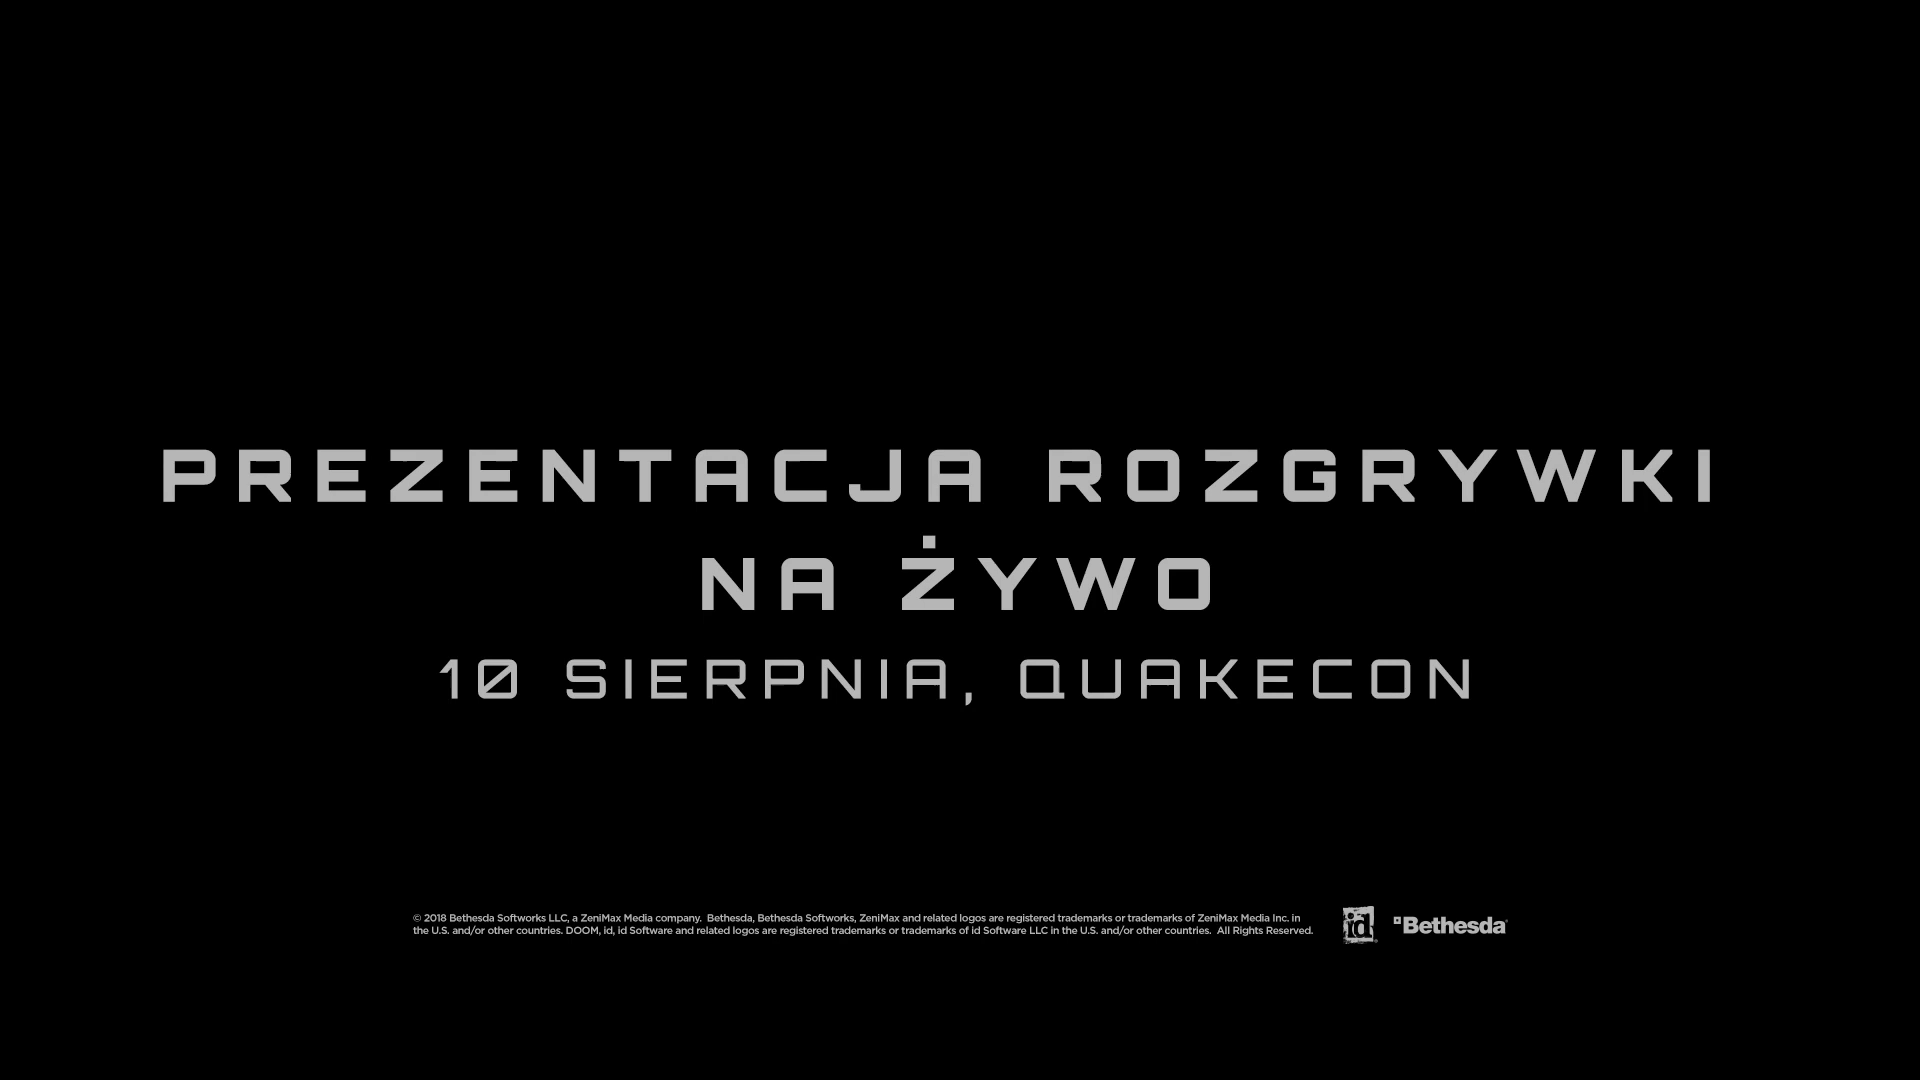 PREZENTACJA ROZGRYWKI
NA ŻYWO
10 SIERPNIA, QUAKECON
© 2018 Bethesda Softworks LLC, a ZeniMax Media company. Bethesda, Bethesda Softworks, ZeniMax and related logos are registered trademarks or trademarks of ZeniMax Media Inc. in
the U.S. and/or other countries. DOOM, id, id Software and related logos are registered trademarks or trademarks of id Software LLC in the U.S. and/or other countries. All Rights Reserved.
id Bethesda